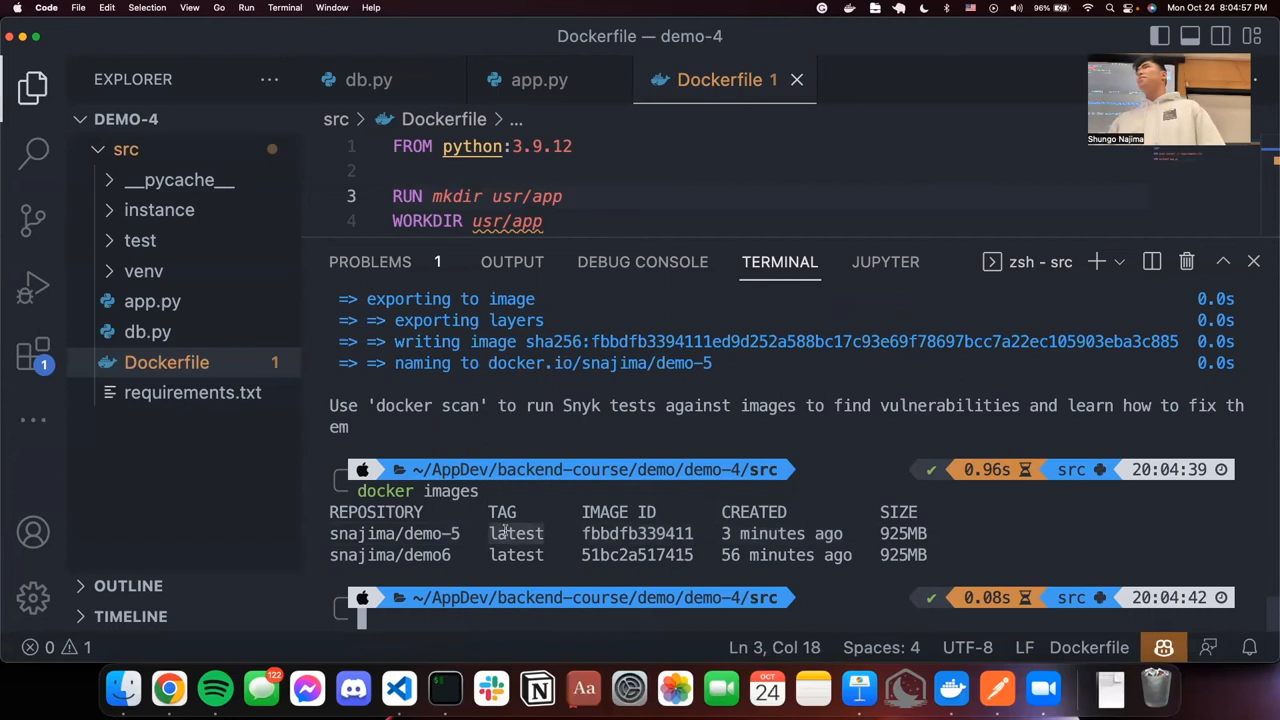 Code File Edit Selection View Go Run Terminal Window Help
96% Mon Oct 24 8:04:57 PM
Dockerfile — demo-4
EXPLORER
db.py
app.py
Dockerfile 1
Shungo Najima
DEMO-4
src
__pycache__
instance
test
venv
app.py
db.py
Dockerfile 1
requirements.txt
OUTLINE
TIMELINE
1
src > Dockerfile > ...
1 FROM python:3.9.12
2
3 RUN mkdir usr/app
4 WORKDIR usr/app
PROBLEMS 1 OUTPUT DEBUG CONSOLE TERMINAL JUPYTER zsh - src
=> exporting to image 0.0s
=> => exporting layers 0.0s
=> => writing image sha256:fbbdfb3394111ed9d252a588bc17c93e69f78697bcc7a22ec105903eba3c885 0.0s
=> => naming to docker.io/snajima/demo-5 0.0s
Use 'docker scan' to run Snyk tests against images to find vulnerabilities and learn how to fix th
em
~/AppDev/backend-course/demo/demo-4/src ✔ 0.96s src 20:04:39
docker images
REPOSITORY TAG IMAGE ID CREATED SIZE
snajima/demo-5 latest fbbdfb339411 3 minutes ago 925MB
snajima/demo6 latest 51bc2a517415 56 minutes ago 925MB
~/AppDev/backend-course/demo/demo-4/src ✔ 0.08s src 20:04:42
0 1 Ln 3, Col 18 Spaces: 4 UTF-8 LF Dockerfile
122
OCT
24
Aa